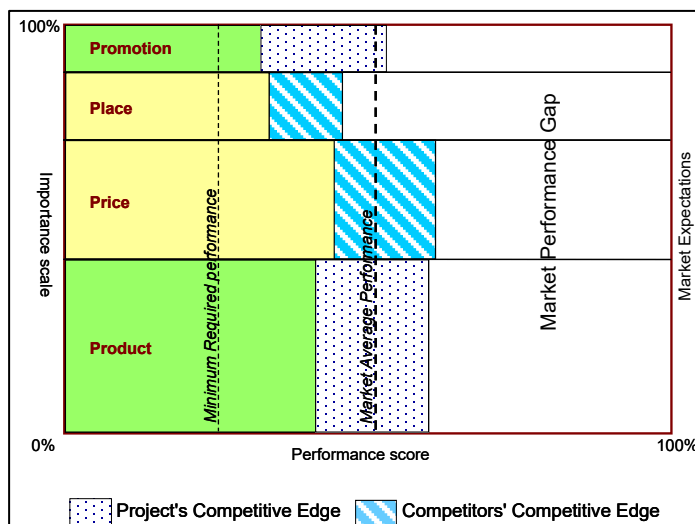 100%
Promotion
Place
Price
Product
Importance scale
Minimum Required performance
Market Average Performance
Market Performance Gap
Market Expectations
0%
Performance score
100%
Project's Competitive Edge
Competitors' Competitive Edge